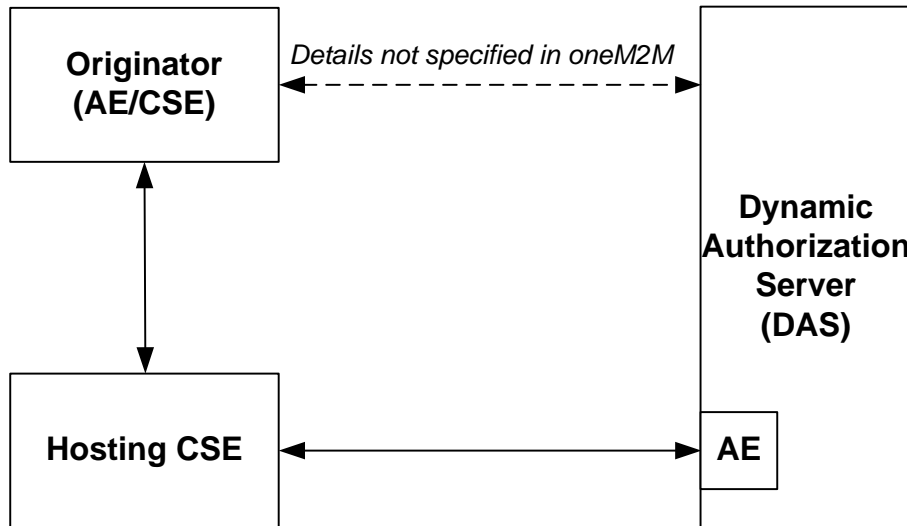 Originator
(AE/CSE)
Details not specified in oneM2M
Dynamic
Authorization
Server
(DAS)
Hosting CSE
AE